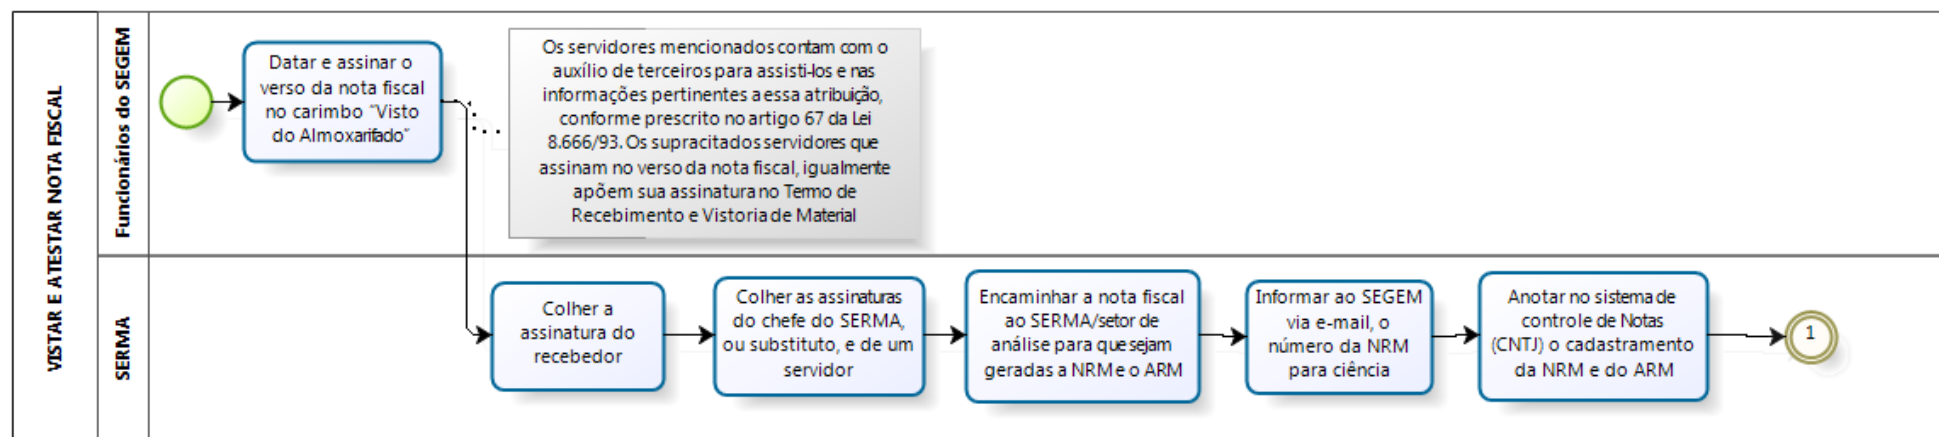 VISTAR E ATESTAR NOTA FISCAL
Funcionários do SEGEM
Datar e assinar o
verso da nota fiscal
no carimbo “Visto
do Almoxarifado”
Os servidores mencionados contam com o
auxílio de terceiros para assisti-los e nas
informações pertinentes a essa atribuição,
conforme prescrito no artigo 67 da Lei
8.666/93. Os supracitados servidores que
assinam no verso da nota fiscal, igualmente
apõem sua assinatura no Termo de
Recebimento e Vistoria de Material
SERMA
Colher a
assinatura do
recebedor
Colher as assinaturas
do chefe do SERMA,
ou substituto, e de um
servidor
Encaminhar a nota fiscal
ao SERMA/setor de
análise para que sejam
geradas a NRM e o ARM
Informar ao SEGEM
via e-mail, o
número da NRM
para ciência
Anotar no sistema de
controle de Notas
(CNTJ) o cadastramento
da NRM e do ARM
1